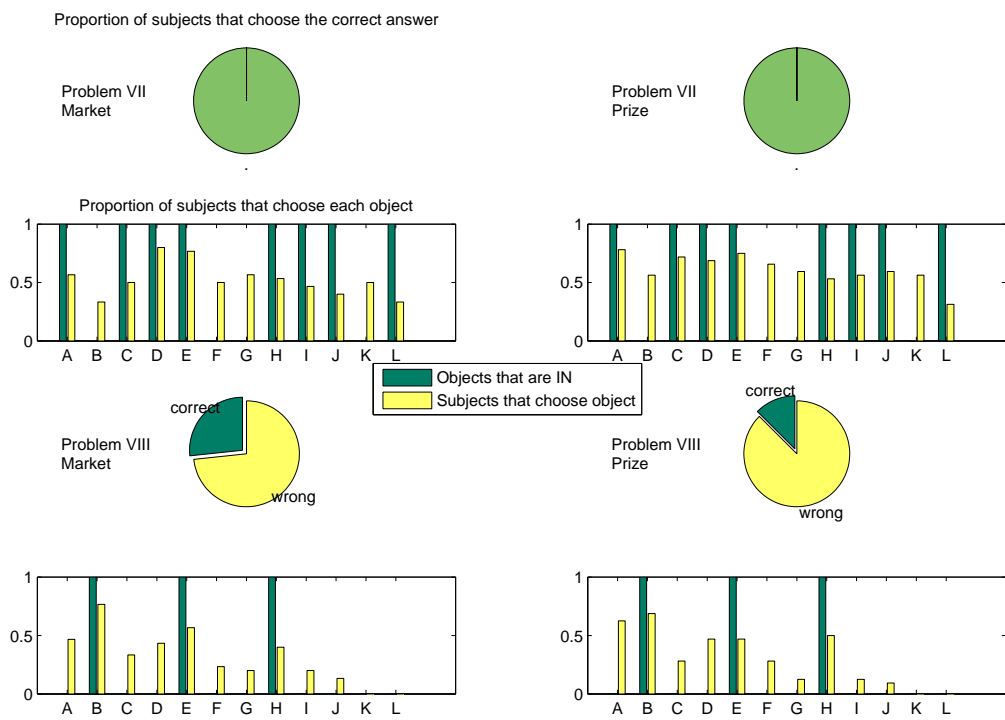 Proportion of subjects that choose the correct answer
Problem VII
Market
Problem VII
Prize
.
.
Proportion of subjects that choose each object
1
0.5
0
A B C D E F G H I J K L
1
0.5
0
A B C D E F G H I J K L
Objects that are IN
Subjects that choose object
correct
Problem VIII
Market
wrong
correct
Problem VIII
Prize
wrong
1
0.5
0
A B C D E F G H I J K L
1
0.5
0
A B C D E F G H I J K L